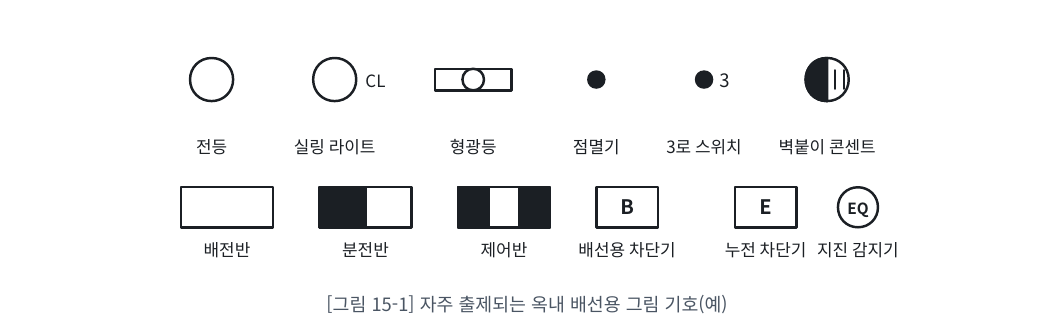 CL
3
전등 실링 라이트 형광등 점멸기 3로 스위치 벽붙이 콘센트
B E EQ
배전반 분전반 제어반 배선용 차단기 누전 차단기 지진 감지기
[그림 15-1] 자주 출제되는 옥내 배선용 그림 기호(예)